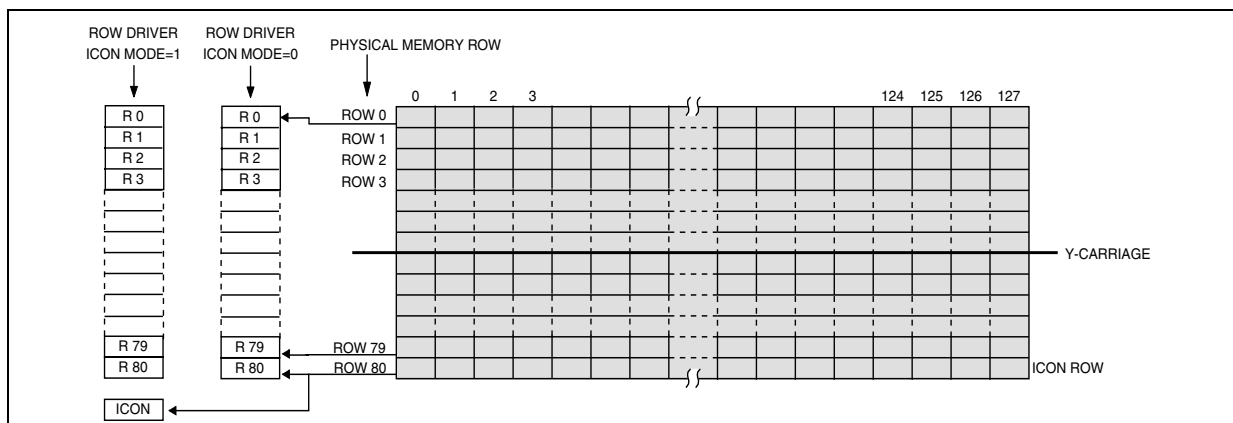 ROW DRIVER ROW DRIVER
ICON MODE=1 ICON MODE=0 PHYSICAL MEMORY ROW
0 1 2 3 124 125 126 127
R 0 R 0 ROW 0
R 1 R 1 ROW 1
R 2 R 2 ROW 2
R 3 R 3 ROW 3
Y-CARRIAGE
R 79 R 79 ROW 79
R 80 R 80 ROW 80 ICON ROW
ICON